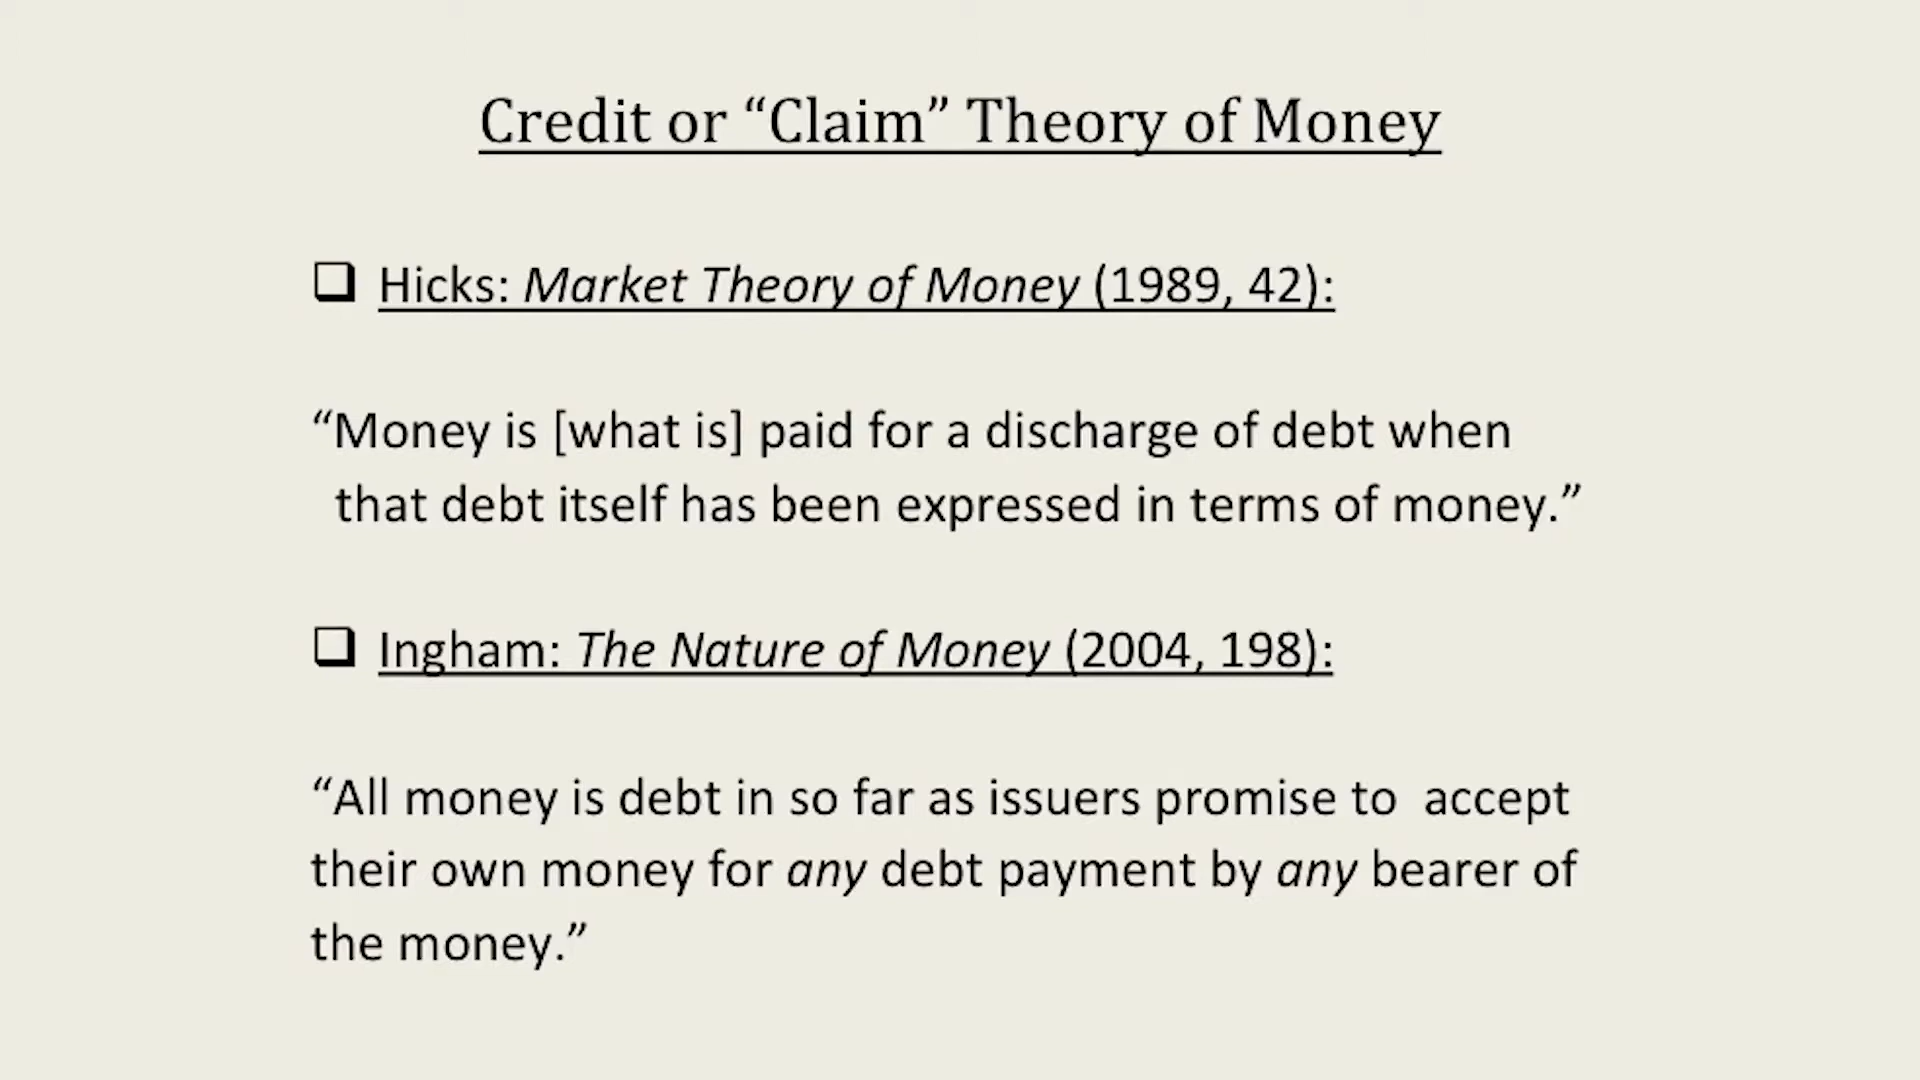 Credit or “Claim” Theory of Money
❑ Hicks: Market Theory of Money (1989, 42):
“Money is [what is] paid for a discharge of debt when
that debt itself has been expressed in terms of money.”
❑ Ingham: The Nature of Money (2004, 198):
“All money is debt in so far as issuers promise to  accept
their own money for any debt payment by any bearer of
the money.”